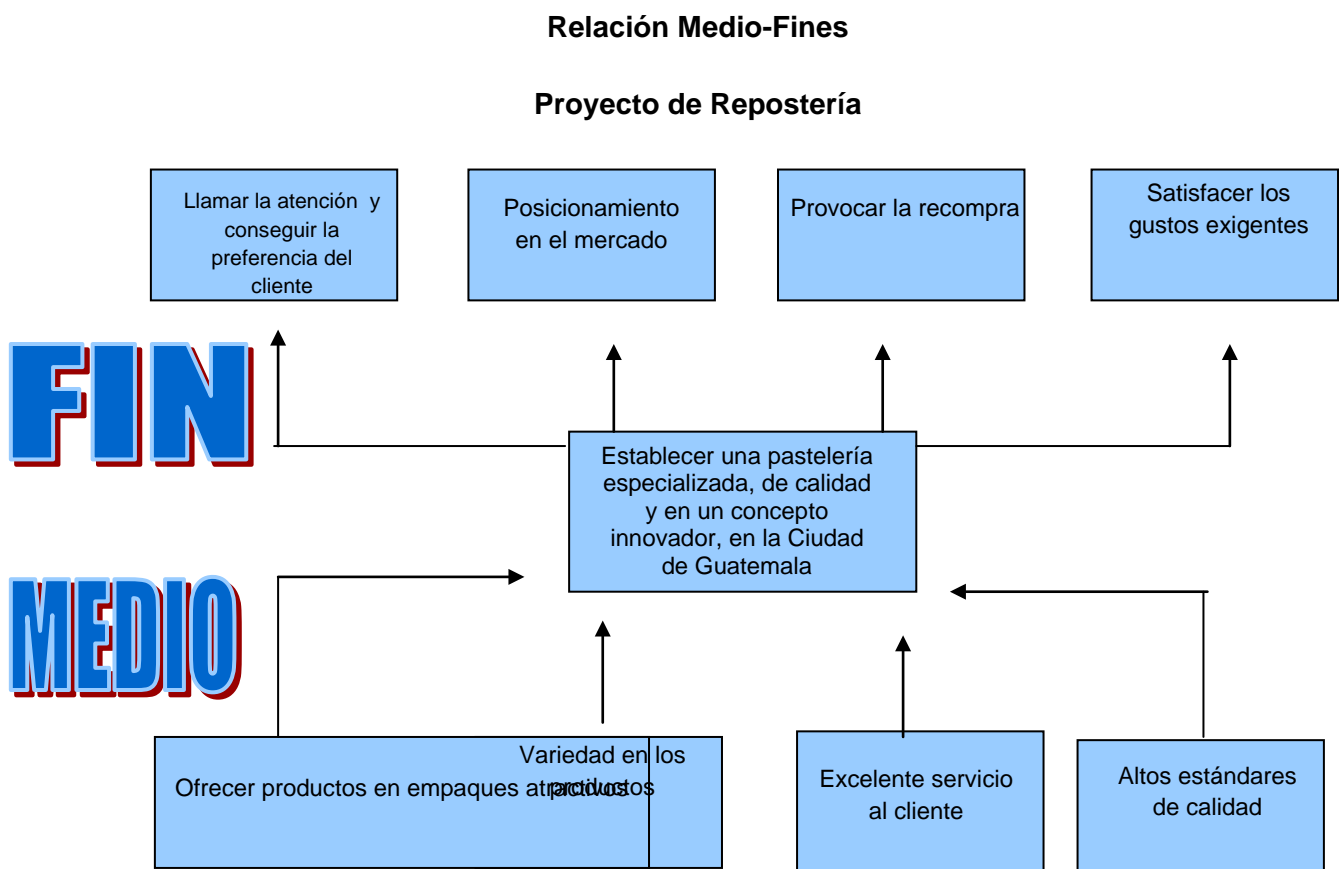 Relación Medio-Fines
Proyecto de Repostería
Llamar la atención y
conseguir la
preferencia del
cliente
Posicionamiento
en el mercado
Provocar la recompra
Satisfacer los
gustos exigentes
FIN
Establecer una pastelería
especializada, de calidad
y en un concepto
innovador, en la Ciudad
de Guatemala
MEDIO
Ofrecer productos en empaques atractivos
Variedad en los
productos
Excelente servicio
al cliente
Altos estándares
de calidad